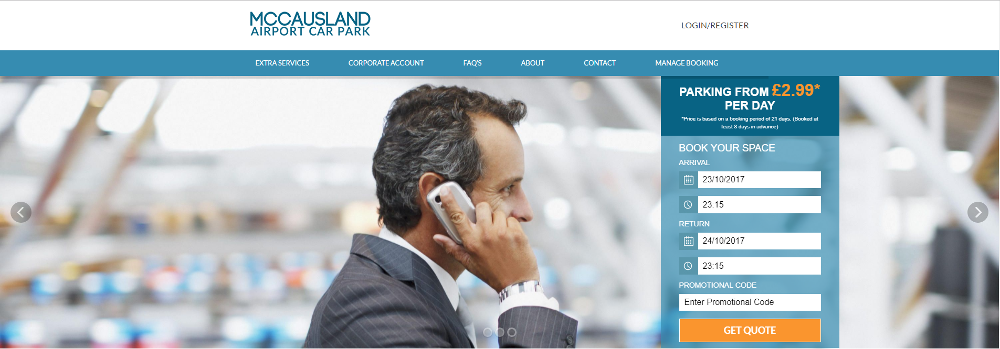 MCCAUSLAND
AIRPORT CAR PARK
LOGIN/REGISTER
EXTRA SERVICES
CORPORATE ACCOUNT
FAQ'S
ABOUT
CONTACT
MANAGE BOOKING
PARKING FROM £2.99*
PER DAY
*Price is based on a booking period of 21 days. (Booked at
least 8 days in advance)
BOOK YOUR SPACE
ARRIVAL
23/10/2017
23:15
RETURN
24/10/2017
23:15
PROMOTIONAL CODE
Enter Promotional Code
GET QUOTE